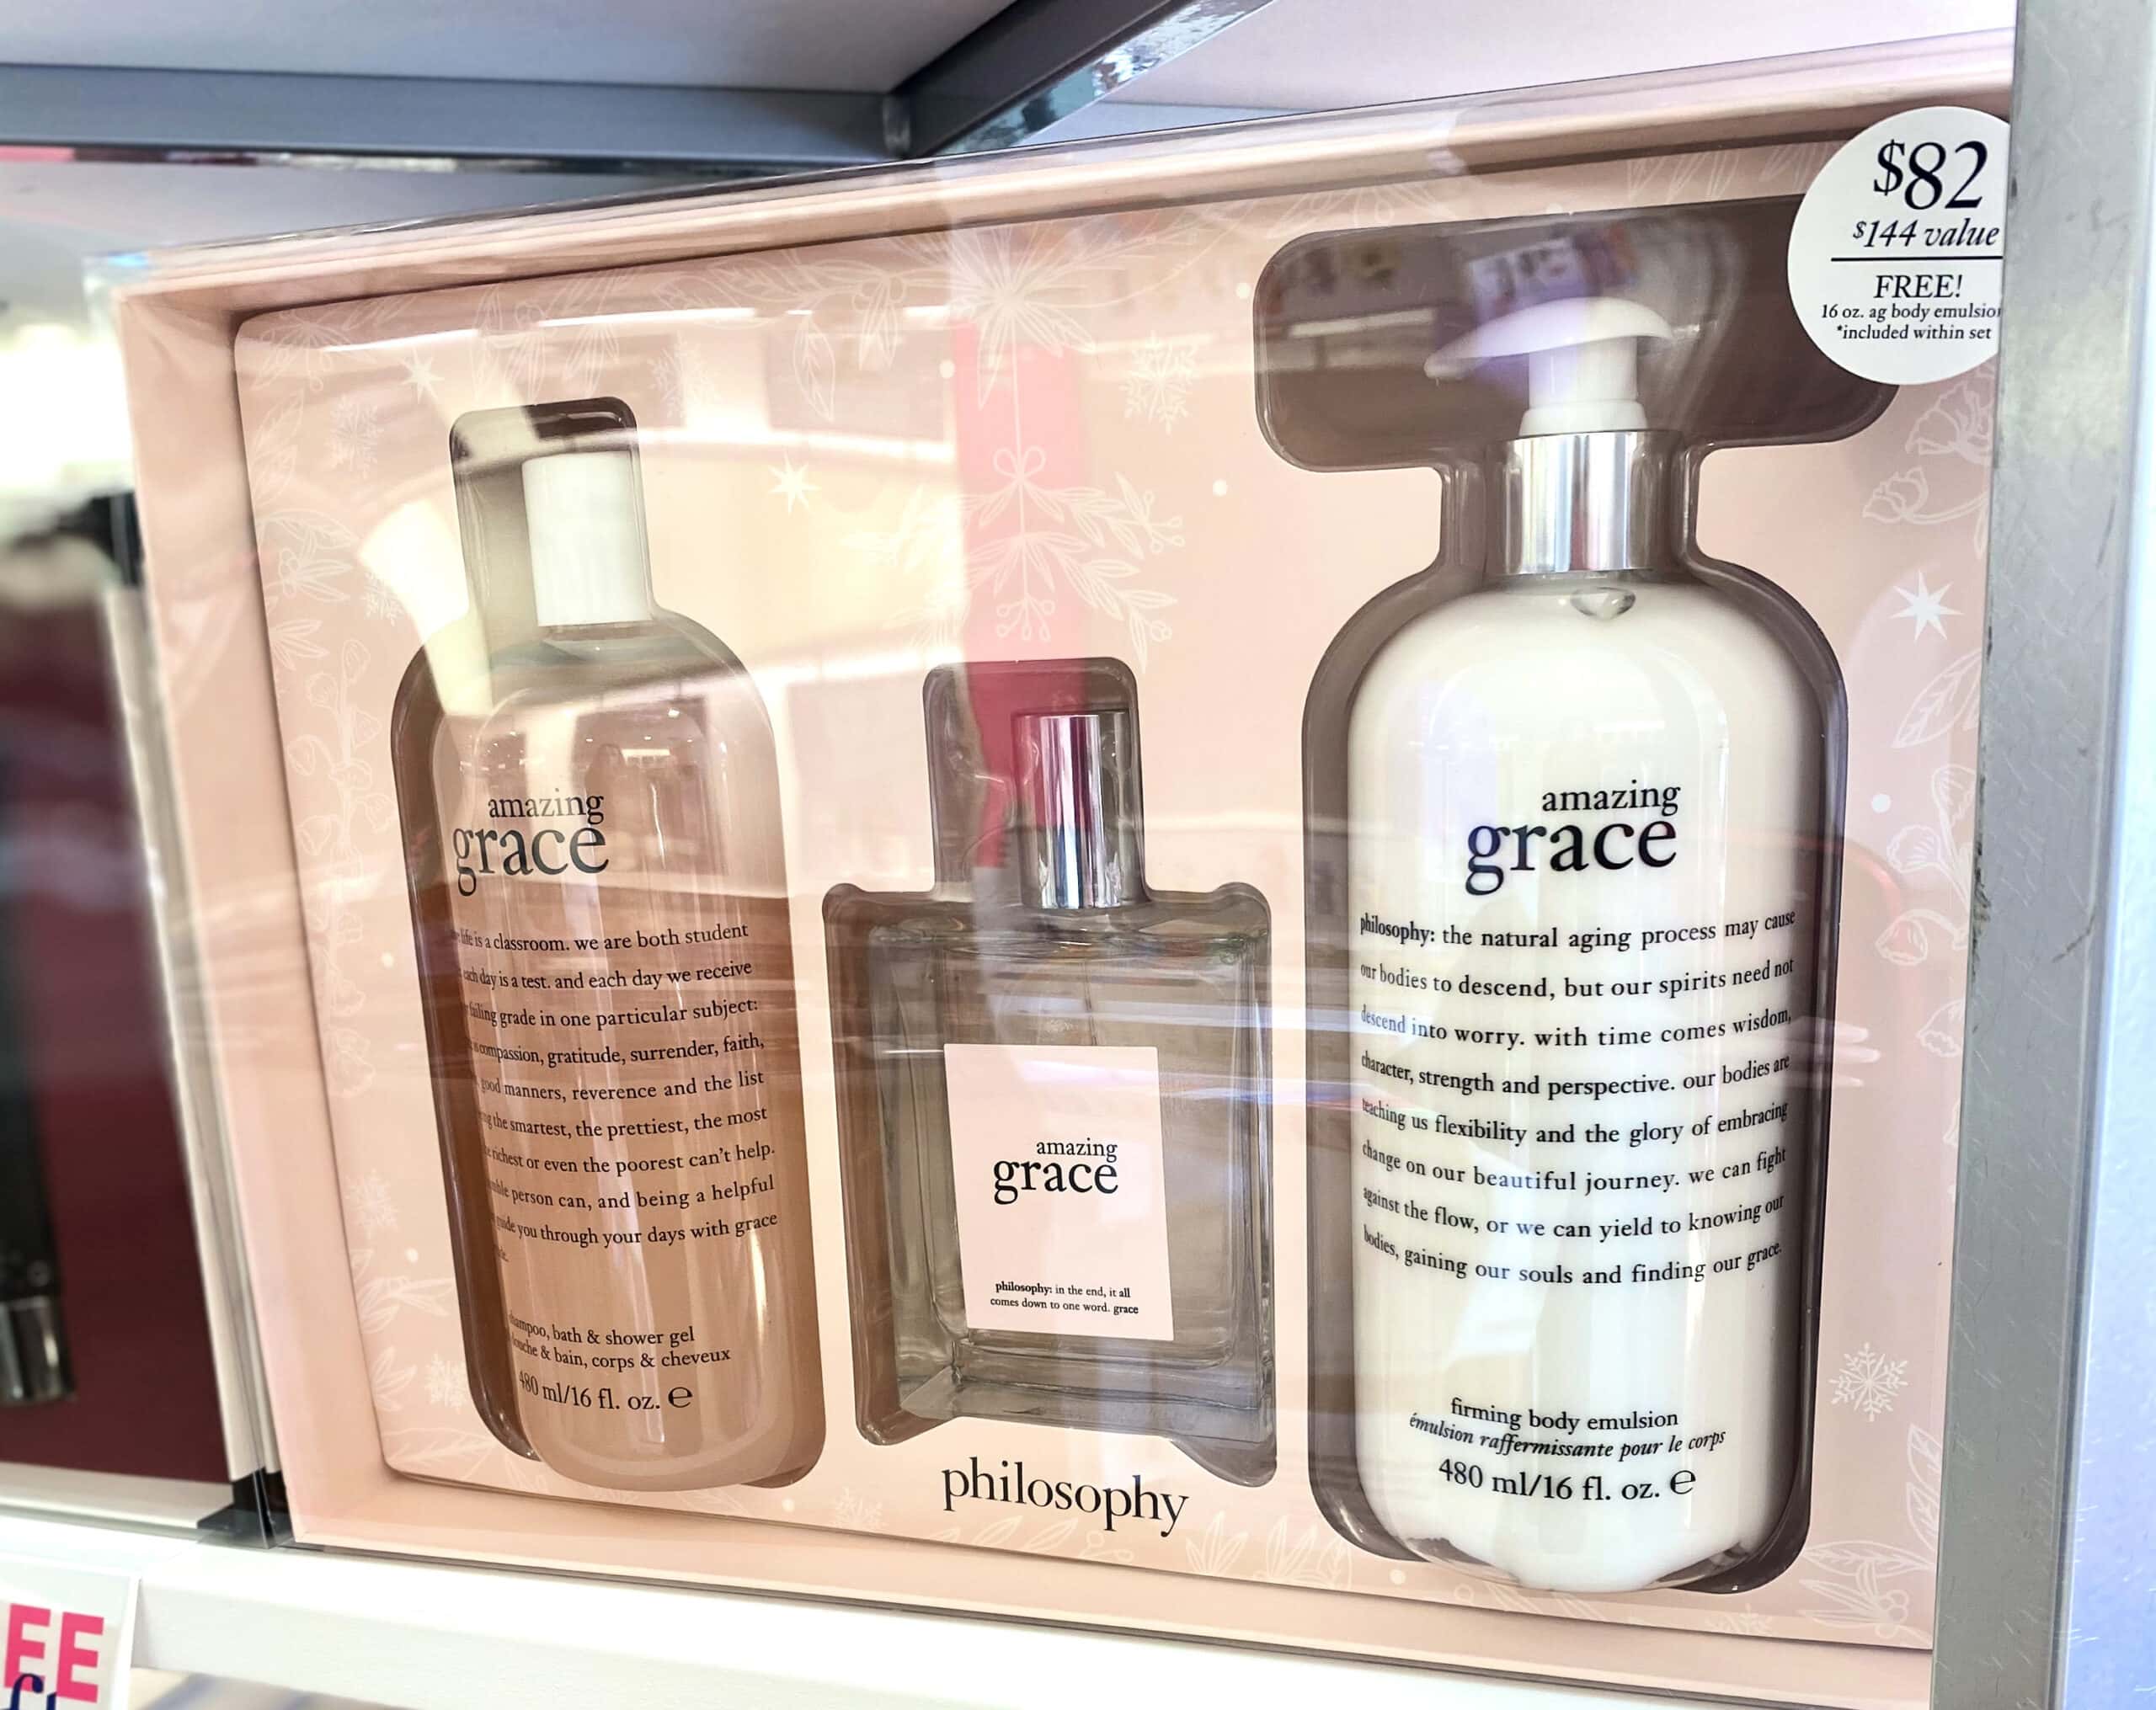 $82
$144 value
FREE!
16 oz. ag body emulsion
*included within set
amazing
grace
life is a classroom. we are both student
each day is a test. and each day we receive
failing grade in one particular subject:
compassion, gratitude, surrender, faith,
good manners, reverence and the list
the smartest, the prettiest, the most
richest or even the poorest can't help.
person can, and being a helpful
guide you through your days with grace
shampoo, bath & shower gel
douche & bain, corps & cheveux
480 ml/16 fl. oz. e
amazing
grace
philosophy: in the end, it all
comes down to one word. grace
philosophy
amazing
grace
philosophy: the natural aging process may cause
our bodies to descend, but our spirits need not
descend into worry. with time comes wisdom,
character, strength and perspective. our bodies are
teaching us flexibility and the glory of embracing
change on our beautiful journey. we can fight
against the flow, or we can yield to knowing our
bodies, gaining our souls and finding our grace.
firming body emulsion
émulsion raffermissante pour le corps
480 ml/16 fl. oz. e
EE